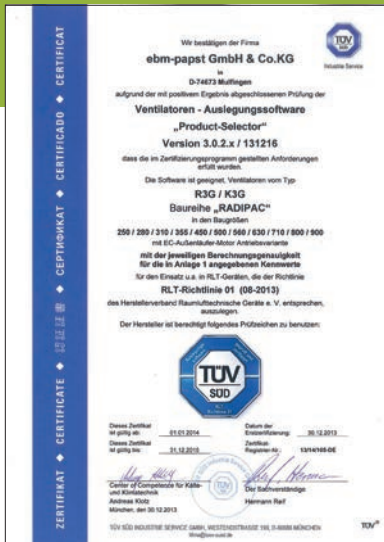 TÜV
SÜD
Industrie Service
Wir bestätigen der Firma
ebm-papst GmbH & Co.KG
in
D-74673 Mulfingen
aufgrund der mit positivem Ergebnis abgeschlossenen Prüfung der
Ventilatoren - Auslegungssoftware
„Product-Selector“
Version 3.0.2.x / 131216
dass die im Zertifizierungsprogramm gestellten Anforderungen
erfüllt wurden.
Die Software ist geeignet, Ventilatoren vom Typ
R3G / K3G
Baureihe „RADIPAC“
in den Baugrößen
250 / 280 / 310 / 355 / 450 / 500 / 560 / 630 / 710 / 800 / 900
mit EC-Außenläufer-Motor Antriebsvariante
mit der jeweiligen Berechnungsgenauigkeit
für die in Anlage 1 angegebenen Kennwerte
für den Einsatz u.a. in RLT-Geräten, die der Richtlinie
RLT-Richtlinie 01 (08-2013)
des Herstellerverband Raumlufttechnische Geräte e. V. entsprechen,
auszulegen.
Der Hersteller ist berechtigt folgendes Prüfzeichen zu benutzen:
TÜV
SÜD
Dieses Zertifikat
ist gültig ab: 01.01.2014
Datum der
Erstzertifizierung: 30.12.2013
Dieses Zertifikat
ist gültig bis: 31.12.2015
Zertifikat-
Register-Nr.: 13/14/105-DE
Center of Competence für Kälte-
und Klimatechnik
Andreas Klotz
München, den 30.12.2013
Der Sachverständige
Hermann Reif
TÜV SÜD INDUSTRIE SERVICE GMBH, WESTENDSTRASSE 199, D-80686 MÜNCHEN
TÜV®
ZERTIFIKAT ◆ CERTIFICATE ◆ ◆ СЕРТИФИКАТ ◆ CERTIFICADO ◆ CERTIFICAT